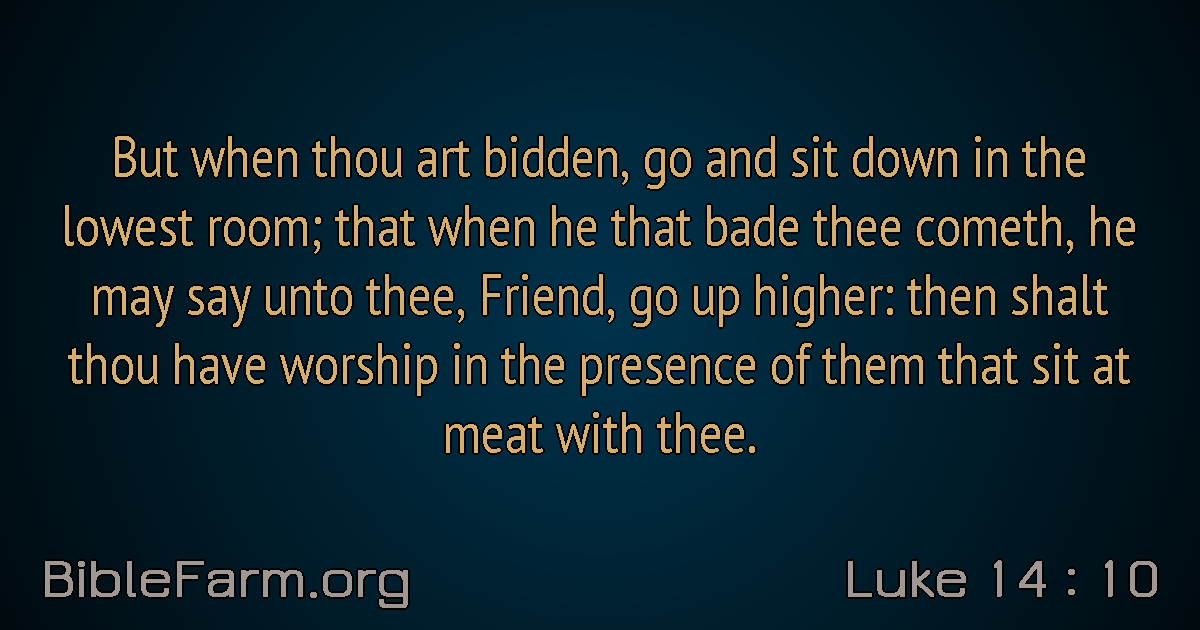 But when thou art bidden, go and sit down in the
lowest room; that when he that bade thee cometh, he
may say unto thee, Friend, go up higher: then shalt
thou have worship in the presence of them that sit at
meat with thee.
BibleFarm.org
Luke 14 : 10